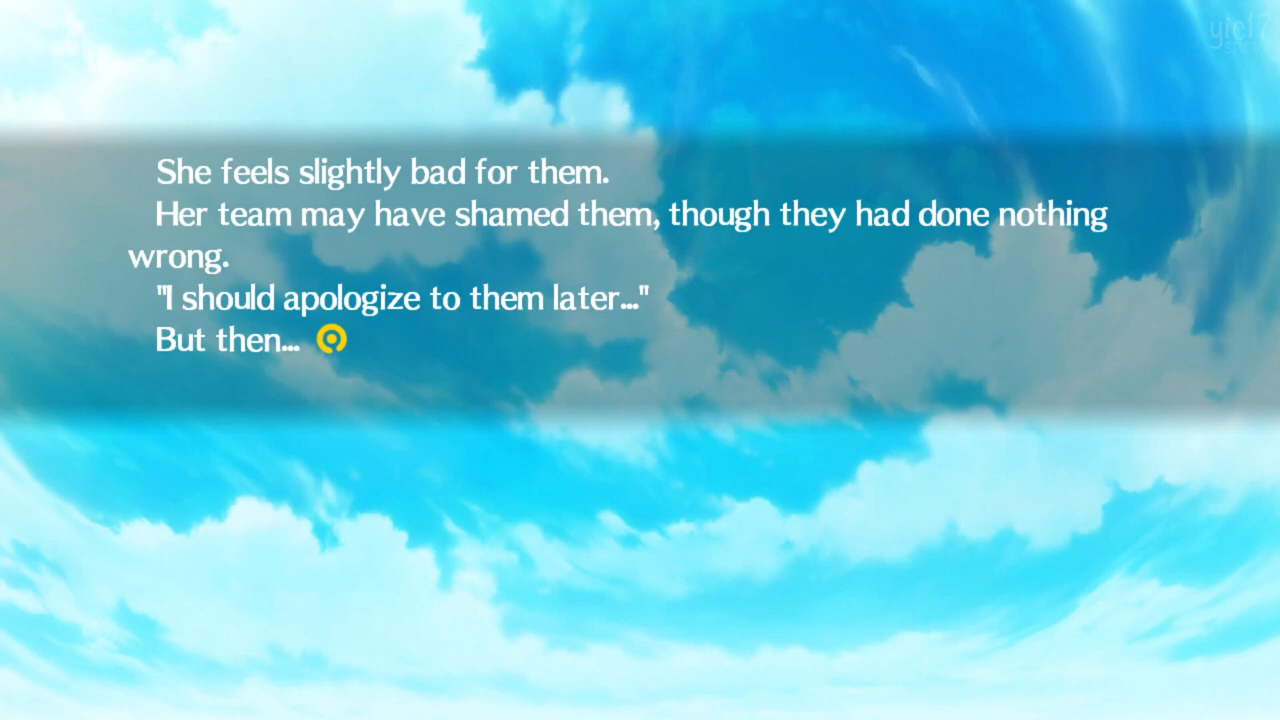 She feels slightly bad for them.
Her team may have shamed them, though they had done nothing
wrong.
"I should apologize to them later..."
But then...